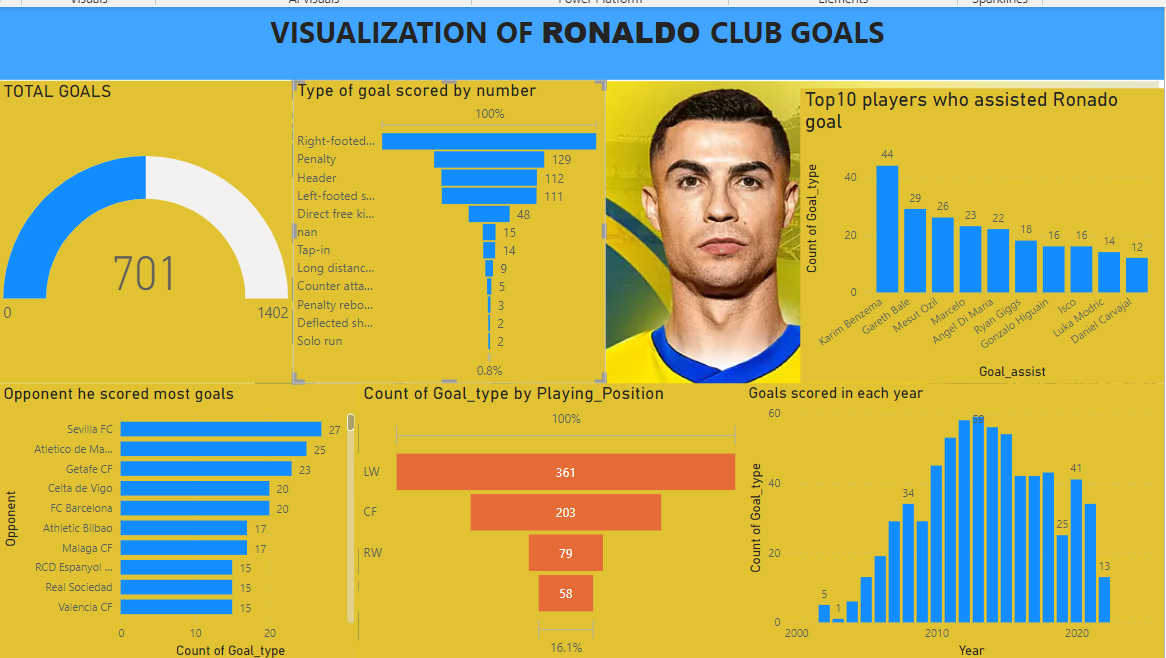 Visuals
AI visuals
Power Platform
Elements
Sparklines
VISUALIZATION OF RONALDO CLUB GOALS
TOTAL GOALS
701
0
1402
Type of goal scored by number
100%
Right-footed...
Penalty
129
Header
112
Left-footed s...
111
Direct free ki...
48
nan
15
Tap-in
14
Long distanc...
9
Counter atta...
5
Penalty rebo...
3
Deflected sh...
2
Solo run
2
0.8%
Top10 players who assisted Ronado
goal
Count of Goal_type
40
20
0
44
29
26
23
22
18
16
16
14
12
Karim Benzema
Gareth Bale
Mesut Ozil
Marcelo
Angel Di Maria
Ryan Giggs
Gonzalo Higuain
Isco
Luka Modric
Daniel Carvajal
Goal_assist
Opponent he scored most goals
Opponent
Sevilla FC
27
Atletico de Ma...
25
Getafe CF
23
Celta de Vigo
20
FC Barcelona
20
Athletic Bilbao
17
Malaga CF
17
RCD Espanyol ...
15
Real Sociedad
15
Valencia CF
15
0
10
20
Count of Goal_type
Count of Goal_type by Playing_Position
100%
LW
361
CF
203
RW
79
58
16.1%
Goals scored in each year
Count of Goal_type
60
40
20
0
5
1
34
59
25
41
13
2000
2010
2020
Year